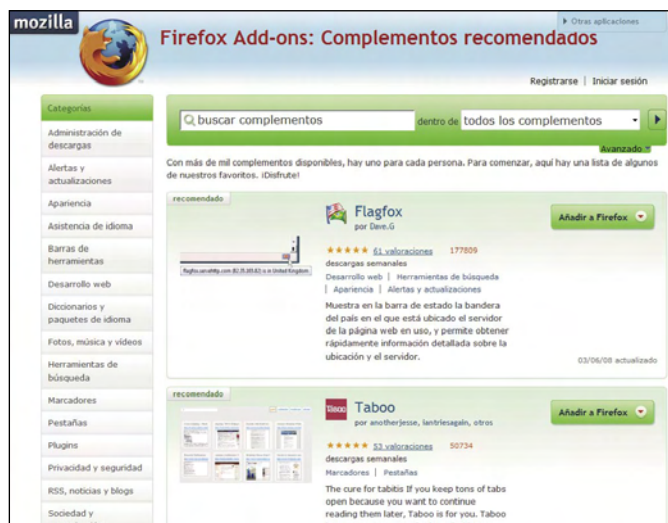 mozilla
Otras aplicaciones
Firefox Add-ons: Complementos recomendados
Registrarse | Iniciar sesión
Categorías
Administración de
descargas
Alertas y
actualizaciones
Apariencia
Asistencia de idioma
Barras de
herramientas
Desarrollo web
Diccionarios y
paquetes de idioma
Fotos, música y vídeos
Herramientas de
búsqueda
Marcadores
Pestañas
Plugins
Privacidad y seguridad
RSS, noticias y blogs
Sociedad y
buscar complementos
dentro de todos los complementos
Avanzado
Con más de mil complementos disponibles, hay uno para cada persona. Para comenzar, aquí hay una lista de algunos
de nuestros favoritos. ¡Disfrute!
recomendado
Flagfox
por Dave.G
Añadir a Firefox
61 valoraciones 177809
descargas semanales
Desarrollo web | Herramientas de búsqueda
| Apariencia | Alertas y actualizaciones
Muestra en la barra de estado la bandera
del país en el que está ubicado el servidor
de la página web en uso, y permite obtener
rápidamente información detallada sobre la
ubicación y el servidor.
03/06/08 actualizado
recomendado
Taboo
Taboo
por anotherjesse, iantriesagain, otros
Añadir a Firefox
53 valoraciones 50734
descargas semanales
Marcadores | Pestañas
The cure for tabitis If you keep tons of tabs
open because you want to continue
reading them later, Taboo is for you. Taboo